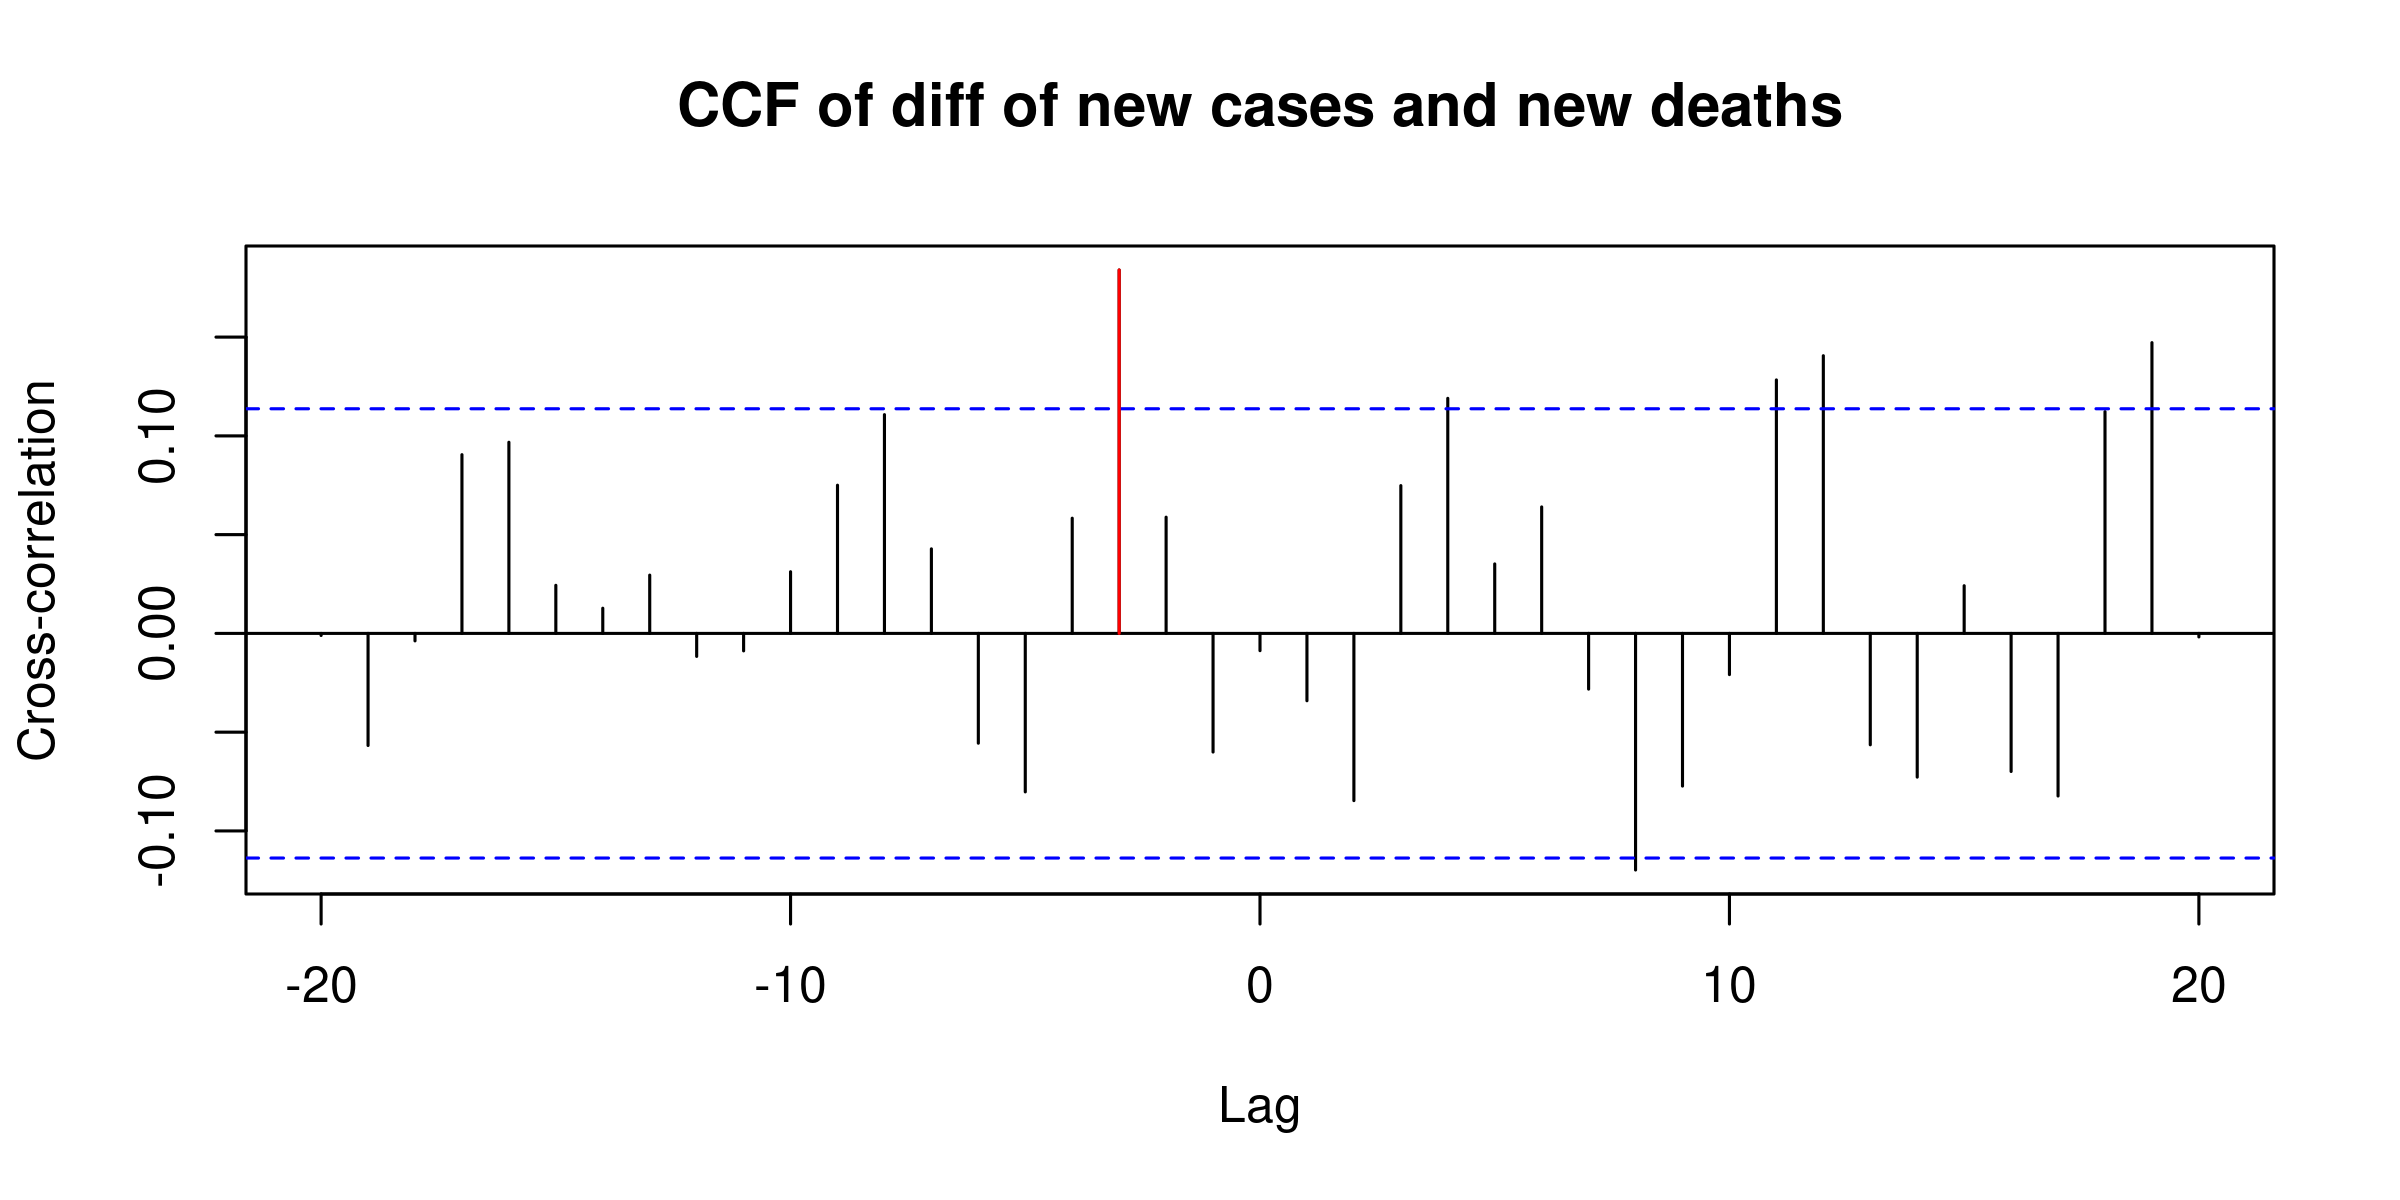 CCF of diff of new cases and new deaths
Cross-correlation
0.10
0.00
-0.10
-20 -10 0 10 20
Lag